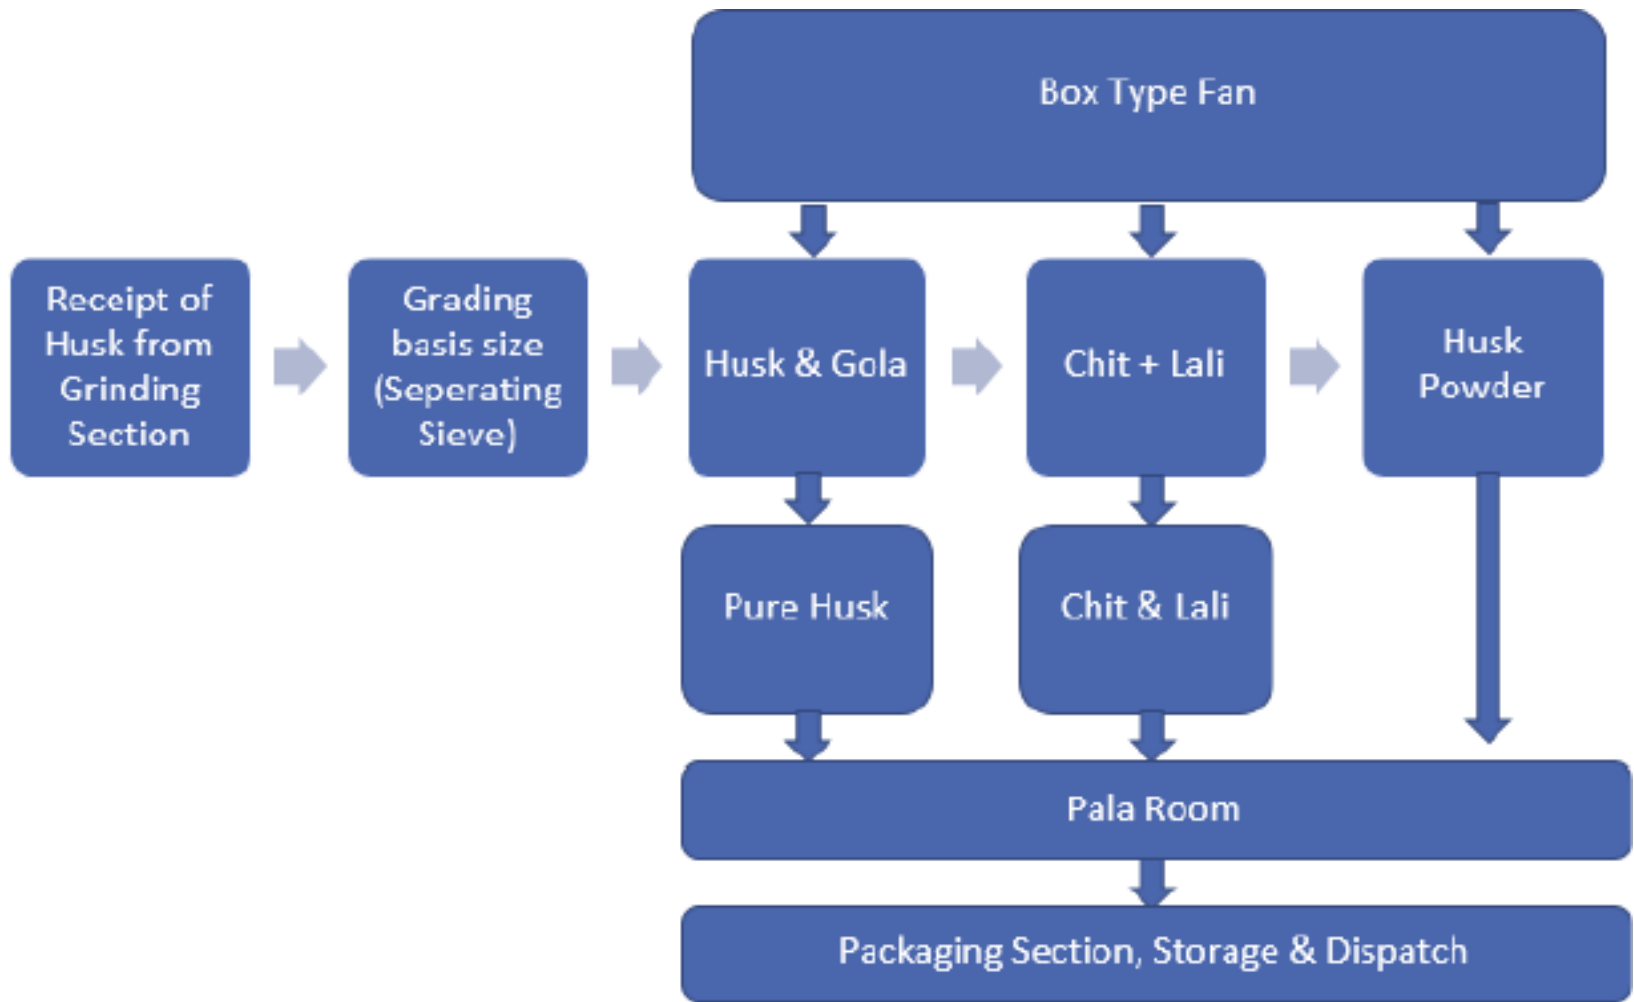 Box Type Fan
Receipt of
Husk from
Grinding
Section
Grading
basis size
(Seperating
Sieve)
Husk & Gola
Chit + Lali
Husk
Powder
Pure Husk
Chit & Lali
Pala Room
Packaging Section, Storage & Dispatch